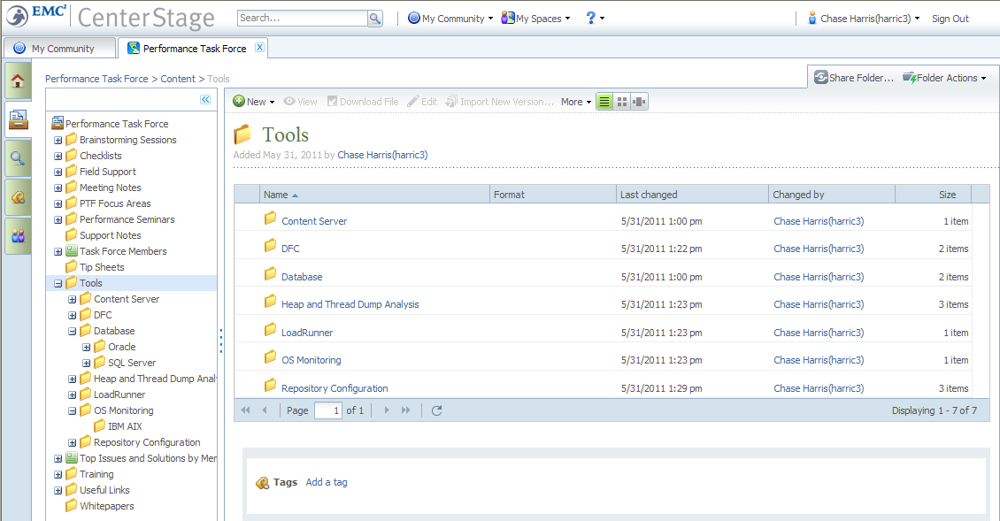 EMC² CenterStage Search... My Community My Spaces ? Chase Harris(harric3) Sign Out
My Community Performance Task Force X
Performance Task Force > Content > Tools Share Folder... Folder Actions
New View Download File Edit Import New Version... More
Performance Task Force
Brainstorming Sessions
Checklists
Field Support
Meeting Notes
PTF Focus Areas
Performance Seminars
Support Notes
Task Force Members
Tip Sheets
Tools
Content Server
DFC
Database
Oracle
SQL Server
Heap and Thread Dump Anal
LoadRunner
OS Monitoring
IBM AIX
Repository Configuration
Top Issues and Solutions by Mer
Training
Useful Links
Whitepapers
Tools
Added May 31, 2011 by Chase Harris(harric3)
Name Format Last changed Changed by Size
Content Server 5/31/2011 1:00 pm Chase Harris(harric3) 1 item
DFC 5/31/2011 1:22 pm Chase Harris(harric3) 2 items
Database 5/31/2011 1:00 pm Chase Harris(harric3) 2 items
Heap and Thread Dump Analysis 5/31/2011 1:23 pm Chase Harris(harric3) 3 items
LoadRunner 5/31/2011 1:23 pm Chase Harris(harric3) 1 item
OS Monitoring 5/31/2011 1:23 pm Chase Harris(harric3) 1 item
Repository Configuration 5/31/2011 1:29 pm Chase Harris(harric3) 3 items
Page 1 of 1 Displaying 1 - 7 of 7
Tags Add a tag